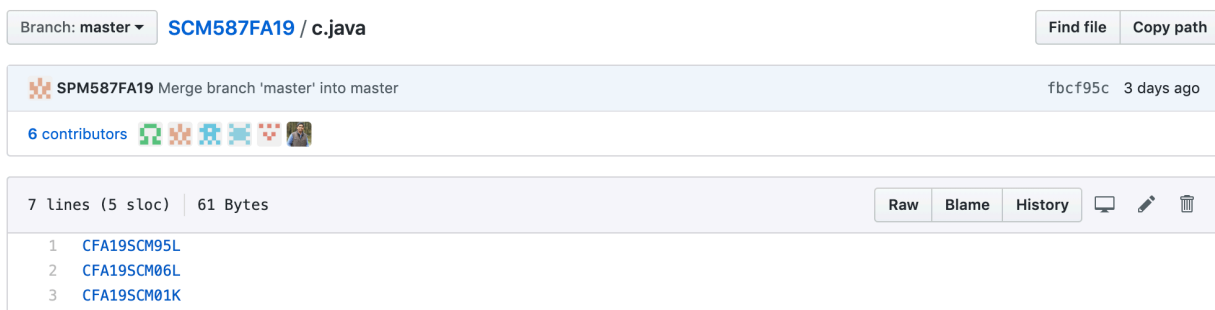 Branch: master SCM587FA19 / c.java Find file Copy path
SPM587FA19 Merge branch 'master' into master fbcf95c 3 days ago
6 contributors
7 lines (5 sloc) 61 Bytes Raw Blame History
1 CFA19SCM95L
2 CFA19SCM06L
3 CFA19SCM01K